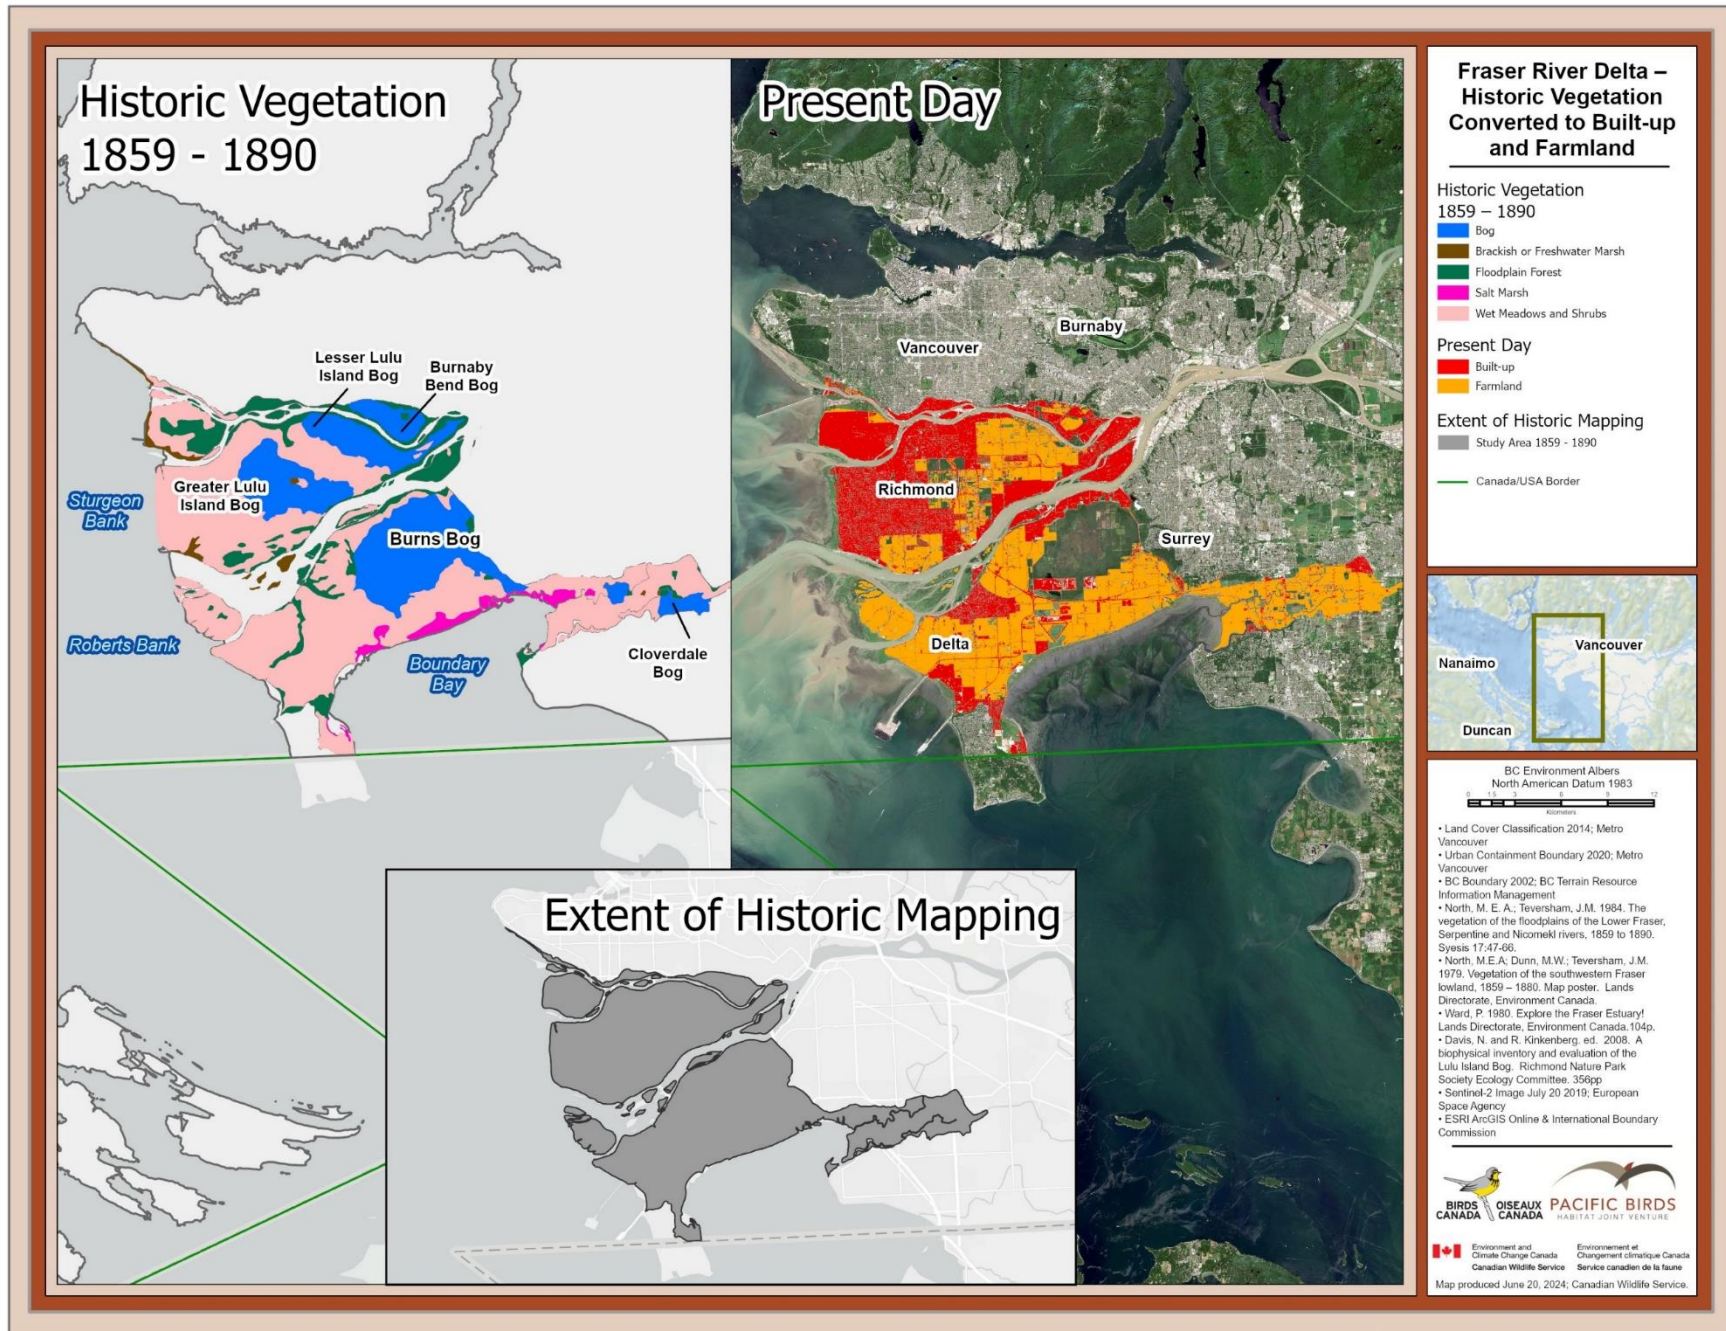 Historic Vegetation
1859 - 1890
Lesser Lulu
Island Bog
Burnaby
Bend Bog
Greater Lulu
Island Bog
Sturgeon
Bank
Burns Bog
Roberts Bank
Boundary
Bay
Cloverdale
Bog
Present Day
Burnaby
Vancouver
Richmond
Surrey
Delta
Extent of Historic Mapping
Fraser River Delta –
Historic Vegetation
Converted to Built-up
and Farmland
Historic Vegetation
1859 – 1890
Bog
Brackish or Freshwater Marsh
Floodplain Forest
Salt Marsh
Wet Meadows and Shrubs
Present Day
Built-up
Farmland
Extent of Historic Mapping
Study Area 1859 - 1890
Canada/USA Border
Vancouver
Nanaimo
Duncan
BC Environment Albers
North American Datum 1983
0 1.5 3 6 9 12
Kilometers
• Land Cover Classification 2014; Metro
Vancouver
• Urban Containment Boundary 2020; Metro
Vancouver
• BC Boundary 2002; BC Terrain Resource
Information Management
• North, M. E. A.; Teversham, J.M. 1984. The
vegetation of the floodplains of the Lower Fraser,
Serpentine and Nicomekl rivers, 1859 to 1890.
Syesis 17:47-66.
• North, M.E.A; Dunn, M.W.; Teversham, J.M.
1979. Vegetation of the southwestern Fraser
lowland, 1859 – 1880. Map poster. Lands
Directorate, Environment Canada.
• Ward, P. 1980. Explore the Fraser Estuary!
Lands Directorate, Environment Canada.104p.
• Davis, N. and R. Kinkenberg. ed. 2008. A
biophysical inventory and evaluation of the
Lulu Island Bog. Richmond Nature Park
Society Ecology Committee. 356pp
• Sentinel-2 Image July 20 2019; European
Space Agency
• ESRI ArcGIS Online & International Boundary
Commission
BIRDS OISEAUX
CANADA CANADA
PACIFIC BIRDS
HABITAT JOINT VENTURE
Environment and
Climate Change Canada
Canadian Wildlife Service
Environnement et
Changement climatique Canada
Service canadien de la faune
Map produced June 20, 2024; Canadian Wildlife Service.